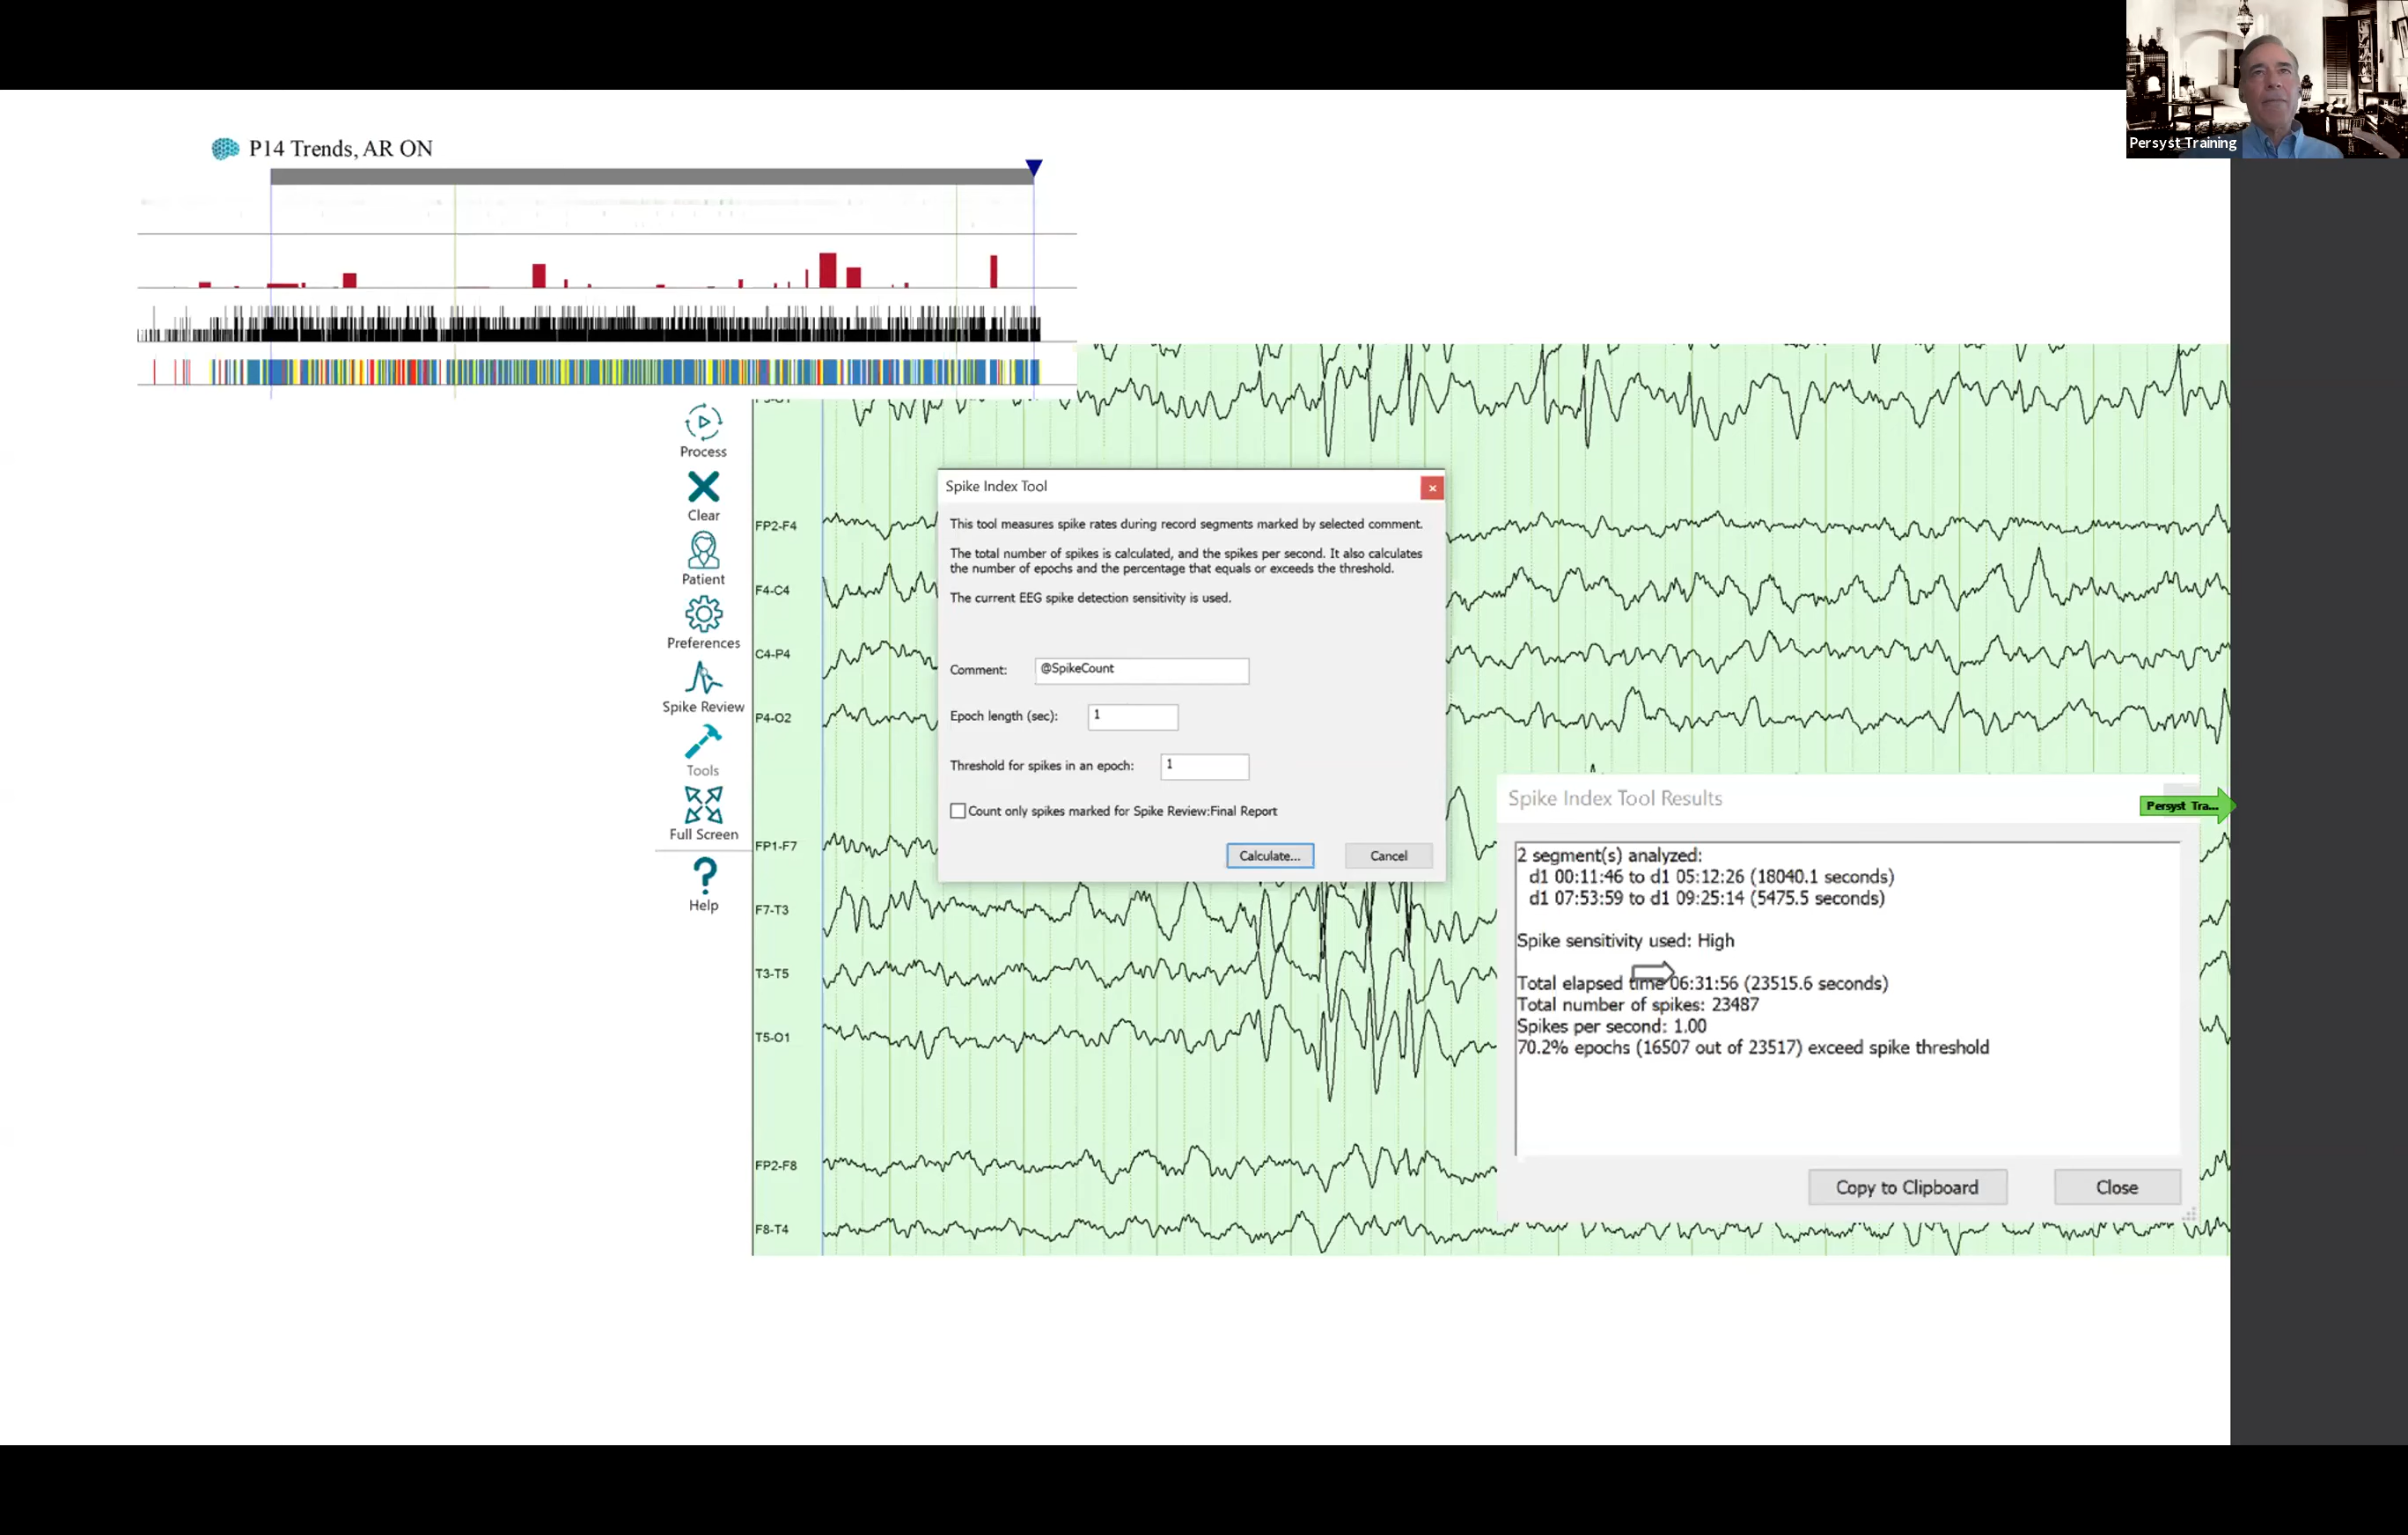 Persyst Training
P14 Trends, AR ON
Process
Clear
Patient
Preferences
Spike Review
Tools
Full Screen
Help
FP2-F4
F4-C4
C4-P4
P4-O2
FP1-F7
F7-T3
T3-T5
T5-O1
FP2-F8
F8-T4
Spike Index Tool
This tool measures spike rates during record segments marked by selected comment.
The total number of spikes is calculated, and the spikes per second. It also calculates
the number of epochs and the percentage that equals or exceeds the threshold.
The current EEG spike detection sensitivity is used.
Comment: @SpikeCount
Epoch length (sec): 1
Threshold for spikes in an epoch: 1
Count only spikes marked for Spike Review:Final Report
Calculate... Cancel
Spike Index Tool Results
Persyst Tra...
2 segment(s) analyzed:
d1 00:11:46 to d1 05:12:26 (18040.1 seconds)
d1 07:53:59 to d1 09:25:14 (5475.5 seconds)
Spike sensitivity used: High
Total elapsed time 06:31:56 (23515.6 seconds)
Total number of spikes: 23487
Spikes per second: 1.00
70.2% epochs (16507 out of 23517) exceed spike threshold
Copy to Clipboard Close